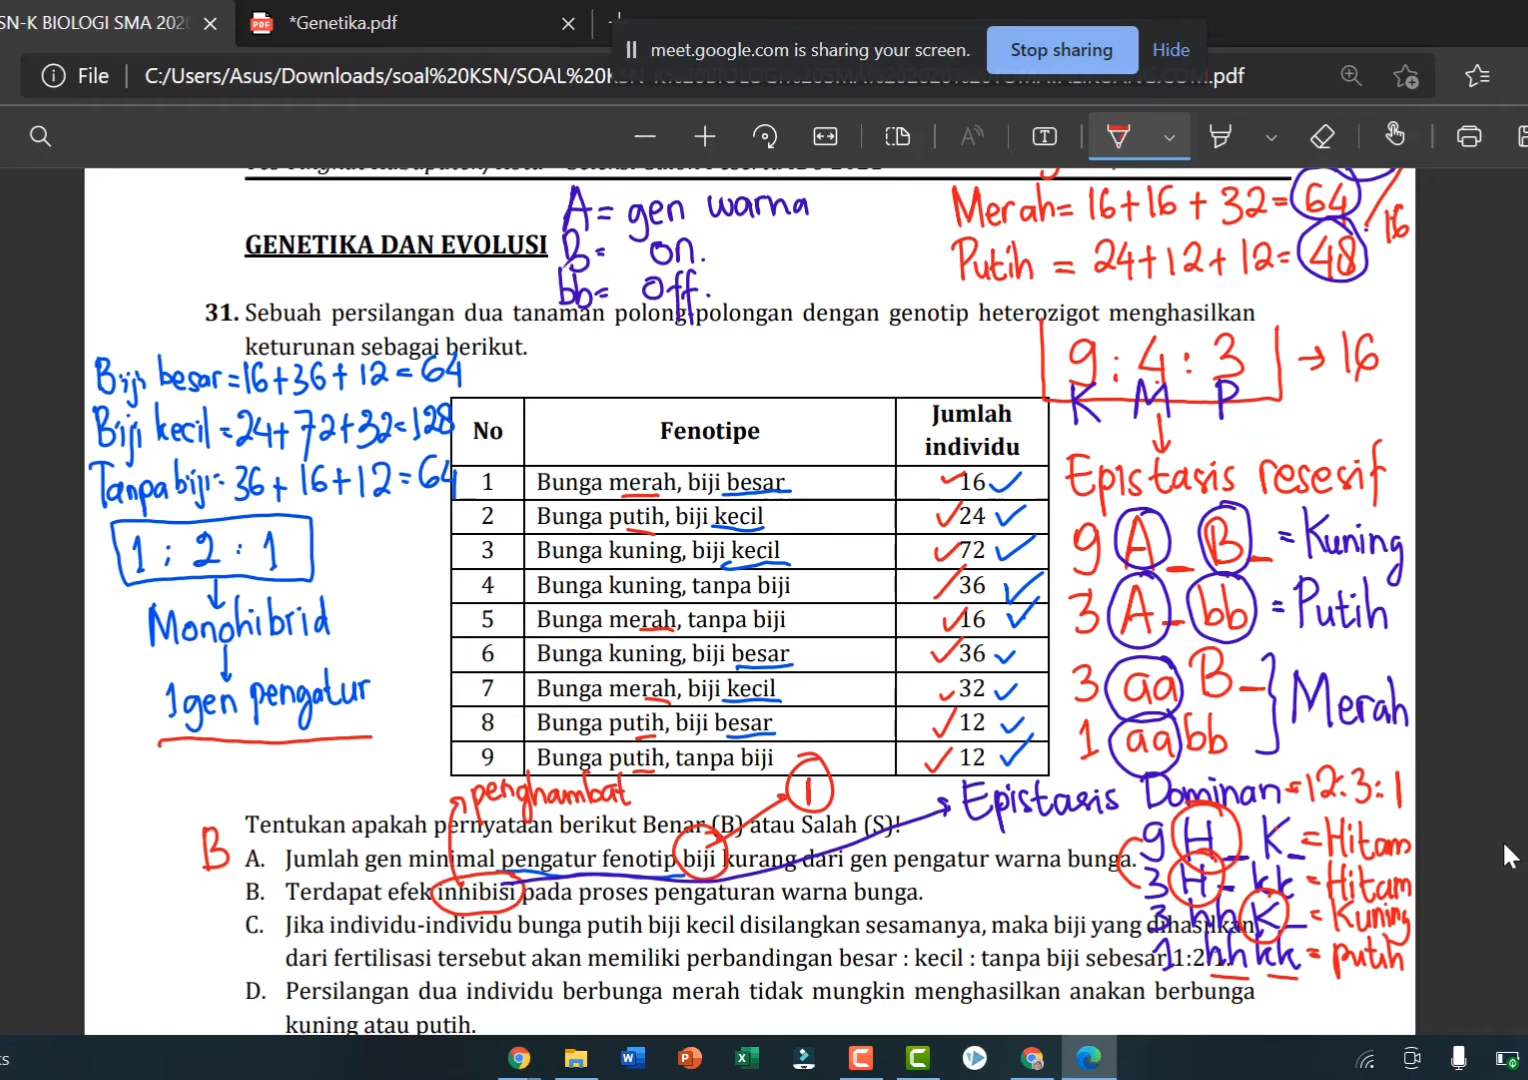 SN-K BIOLOGI SMA 202
*Genetika.pdf
meet.google.com is sharing your screen.
Stop sharing
Hide
File
C:/Users/Asus/Downloads/soal%20KSN/SOAL%20KSN
.pdf
A = gen warna
B = on.
bb = off.
Merah = 16+16+32= 64
/16
Putih = 24+12+12= 48
GENETIKA DAN EVOLUSI
31. Sebuah persilangan dua tanaman polong-polongan dengan genotip heterozigot menghasilkan
keturunan sebagai berikut.
Biji besar = 16+36+12=64
Biji kecil = 24+72+32=128
Tanpa biji = 36+16+12=64
1 : 2 : 1
Monohibrid
1 gen pengatur
No Fenotipe Jumlah individu
1 Bunga merah, biji besar 16
2 Bunga putih, biji kecil 24
3 Bunga kuning, biji kecil 72
4 Bunga kuning, tanpa biji 36
5 Bunga merah, tanpa biji 16
6 Bunga kuning, biji besar 36
7 Bunga merah, biji kecil 32
8 Bunga putih, biji besar 12
9 Bunga putih, tanpa biji 12
9 : 4 : 3 → 16
K M P
Epistasis resesif
9 A_B_ = Kuning
3 A_bb = Putih
3 aaB_
1 aabb
Merah
penghambat
1
Epistasis Dominan = 12:3:1
9 H_K_ = Hitam
3 H_kk = Hitam
3 hhK_ = Kuning
1 hhkk = putih
Tentukan apakah pernyataan berikut Benar (B) atau Salah (S)!
B A. Jumlah gen minimal pengatur fenotip biji kurang dari gen pengatur warna bunga.
B. Terdapat efek inhibisi pada proses pengaturan warna bunga.
C. Jika individu-individu bunga putih biji kecil disilangkan sesamanya, maka biji yang dihasilkan
dari fertilisasi tersebut akan memiliki perbandingan besar : kecil : tanpa biji sebesar 1:2:1.
D. Persilangan dua individu berbunga merah tidak mungkin menghasilkan anakan berbunga
kuning atau putih.